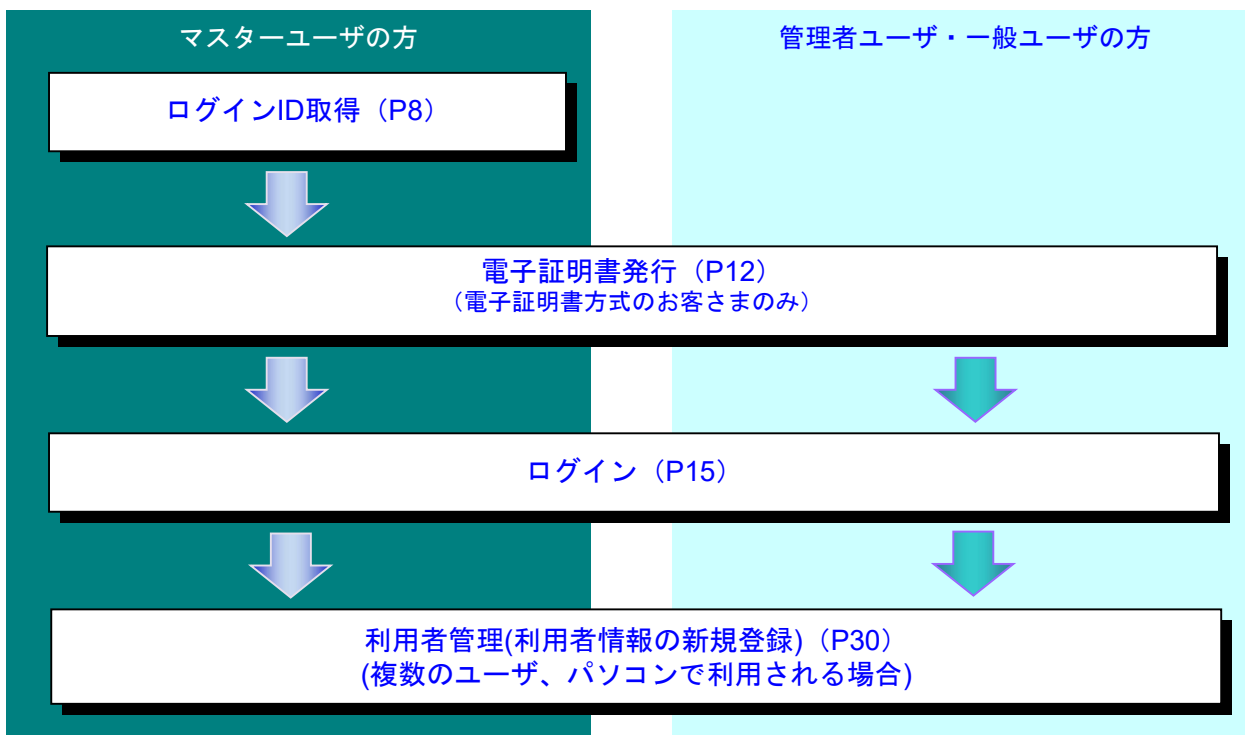 マスターユーザの方
管理者ユーザ・一般ユーザの方
ログインID取得（P8）
電子証明書発行（P12）
（電子証明書方式のお客さまのみ）
ログイン（P15）
利用者管理(利用者情報の新規登録)（P30）
(複数のユーザ、パソコンで利用される場合)